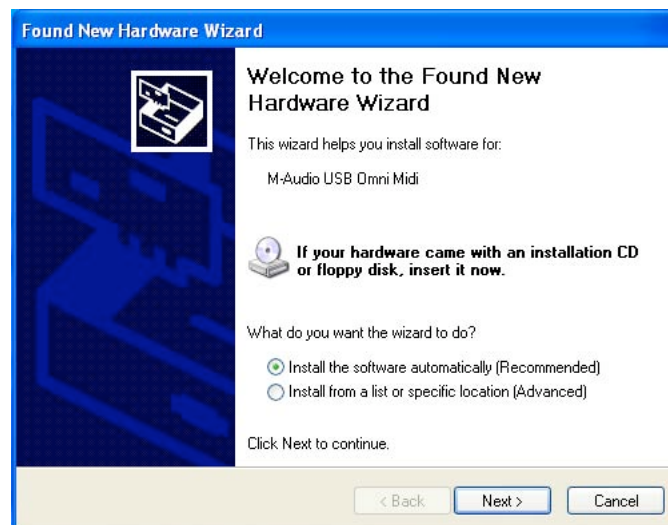 Found New Hardware Wizard
Welcome to the Found New
Hardware Wizard
This wizard helps you install software for:
M-Audio USB Omni Midi
If your hardware came with an installation CD
or floppy disk, insert it now.
What do you want the wizard to do?
Install the software automatically (Recommended)
Install from a list or specific location (Advanced)
Click Next to continue.
< Back Next > Cancel